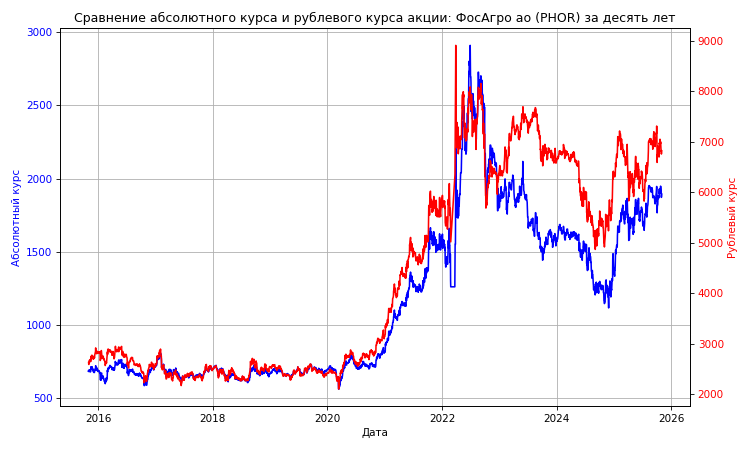 Сравнение абсолютного курса и рублевого курса акции: ФосАгро ао (PHOR) за десять лет
3000
2500
2000
1500
1000
500
Абсолютный курс
9000
8000
7000
6000
5000
4000
3000
2000
Рублевый курс
2016 2018 2020 2022 2024 2026
Дата